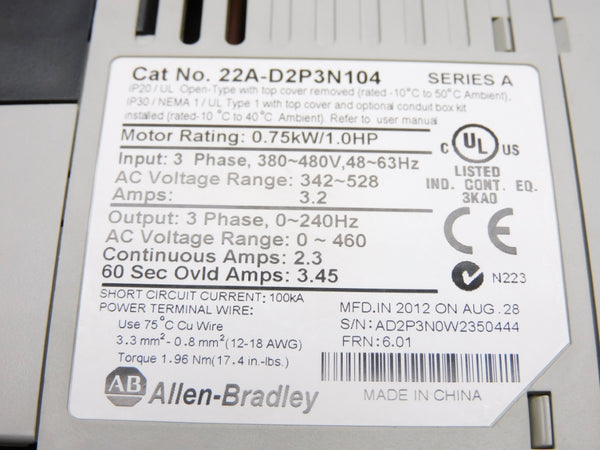 Cat No. 22A-D2P3N104 SERIES A
IP20 / UL Open-Type with top cover removed (rated -10°C to 50°C Ambient),
IP30 / NEMA 1 / UL Type 1 with top cover and optional conduit box kit
installed (rated-10 °C to 40°C Ambient). Refer to user manual
Motor Rating: 0.75kW/1.0HP
Input: 3 Phase, 380~480V,48~63Hz
AC Voltage Range: 342~528
Amps: 3.2
C UL US
LISTED
IND. CONT. EQ.
3KA0
Output: 3 Phase, 0~240Hz
AC Voltage Range: 0 ~ 460
Continuous Amps: 2.3
60 Sec Ovld Amps: 3.45
CE
N223
SHORT CIRCUIT CURRENT: 100kA
POWER TERMINAL WIRE:
Use 75°C Cu Wire
3.3 mm² - 0.8 mm² (12-18 AWG)
Torque 1.96 Nm(17.4 in.-lbs.)
MFD.IN 2012 ON AUG. 28
S/N: AD2P3N0W2350444
FRN: 6.01
AB Allen-Bradley
MADE IN CHINA